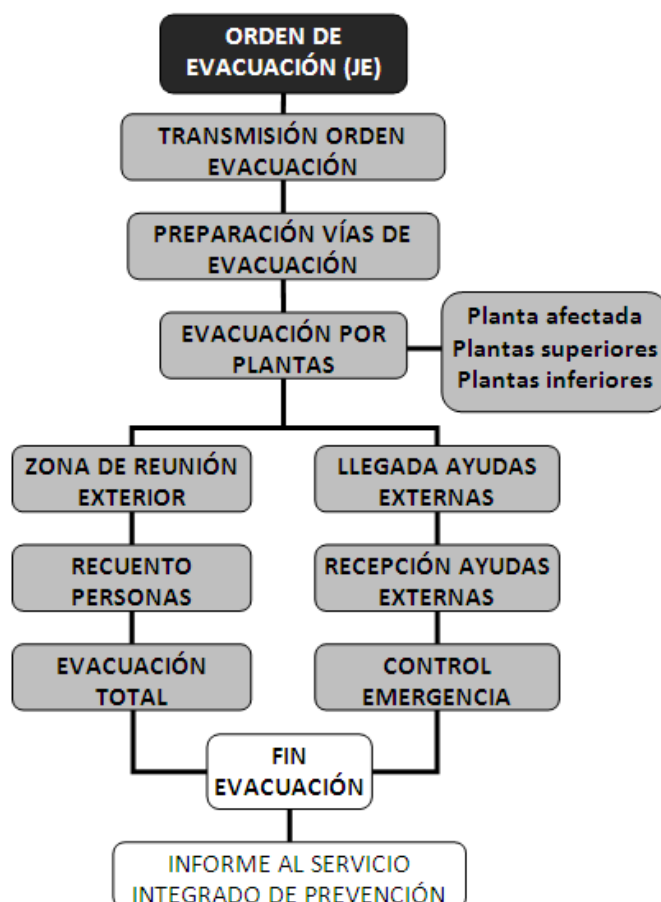 ORDEN DE
EVACUACIÓN (JE)
TRANSMISIÓN ORDEN
EVACUACIÓN
PREPARACIÓN VÍAS DE
EVACUACIÓN
EVACUACIÓN POR
PLANTAS
Planta afectada
Plantas superiores
Plantas inferiores
ZONA DE REUNIÓN
EXTERIOR
RECUENTO
PERSONAS
EVACUACIÓN
TOTAL
LLEGADA AYUDAS
EXTERNAS
RECEPCIÓN AYUDAS
EXTERNAS
CONTROL
EMERGENCIA
FIN
EVACUACIÓN
INFORME AL SERVICIO
INTEGRADO DE PREVENCIÓN